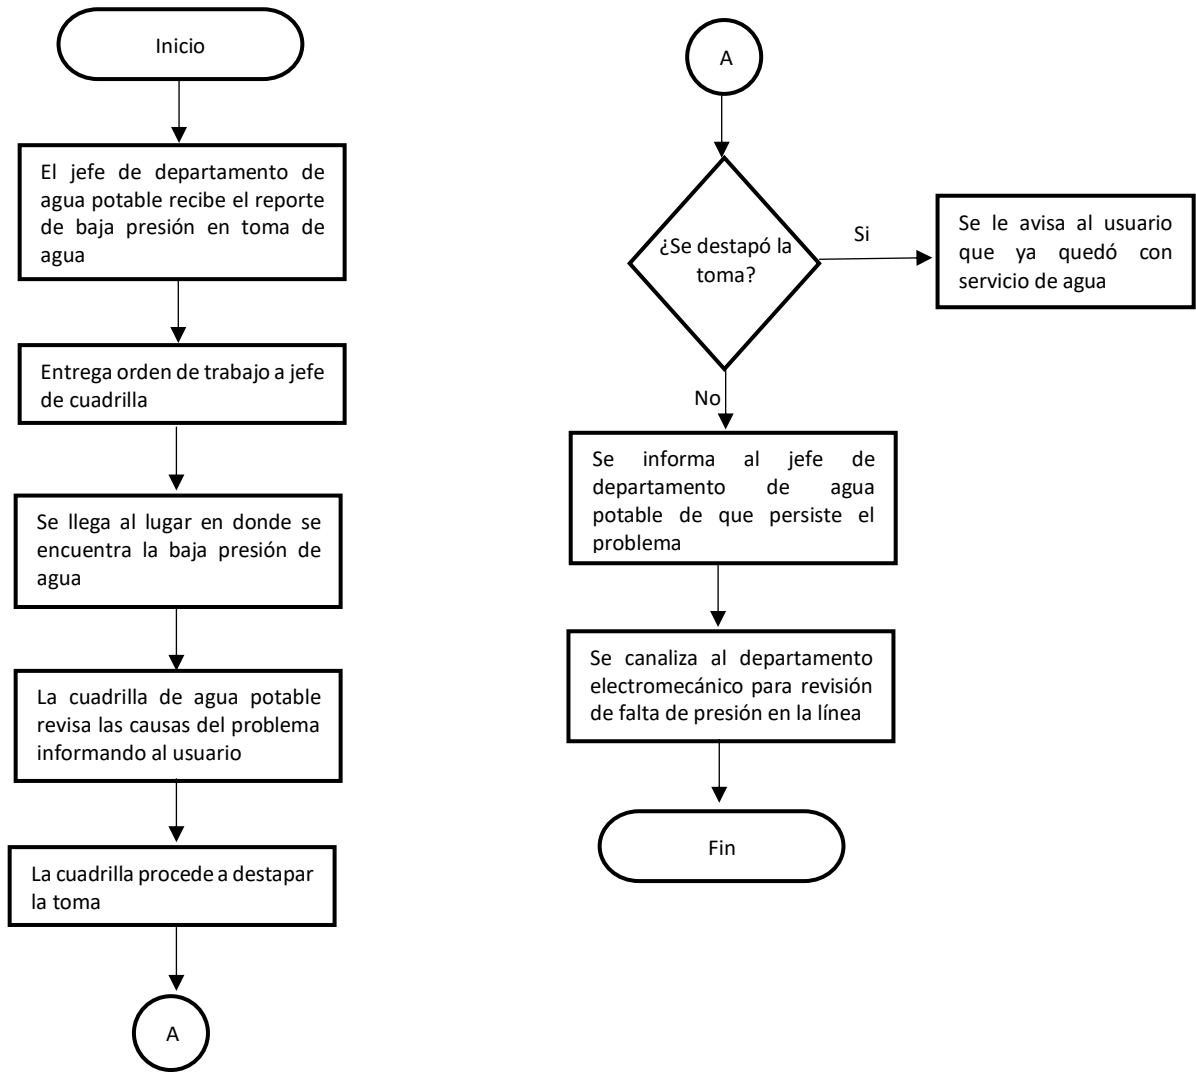 Inicio
El jefe de departamento de
agua potable recibe el reporte
de baja presión en toma de
agua
Entrega orden de trabajo a jefe
de cuadrilla
Se llega al lugar en donde se
encuentra la baja presión de
agua
La cuadrilla de agua potable
revisa las causas del problema
informando al usuario
La cuadrilla procede a destapar
la toma
A
A
¿Se destapó la
toma?
Si
Se le avisa al usuario
que ya quedó con
servicio de agua
No
Se informa al jefe de
departamento de agua
potable de que persiste el
problema
Se canaliza al departamento
electromecánico para revisión
de falta de presión en la línea
Fin